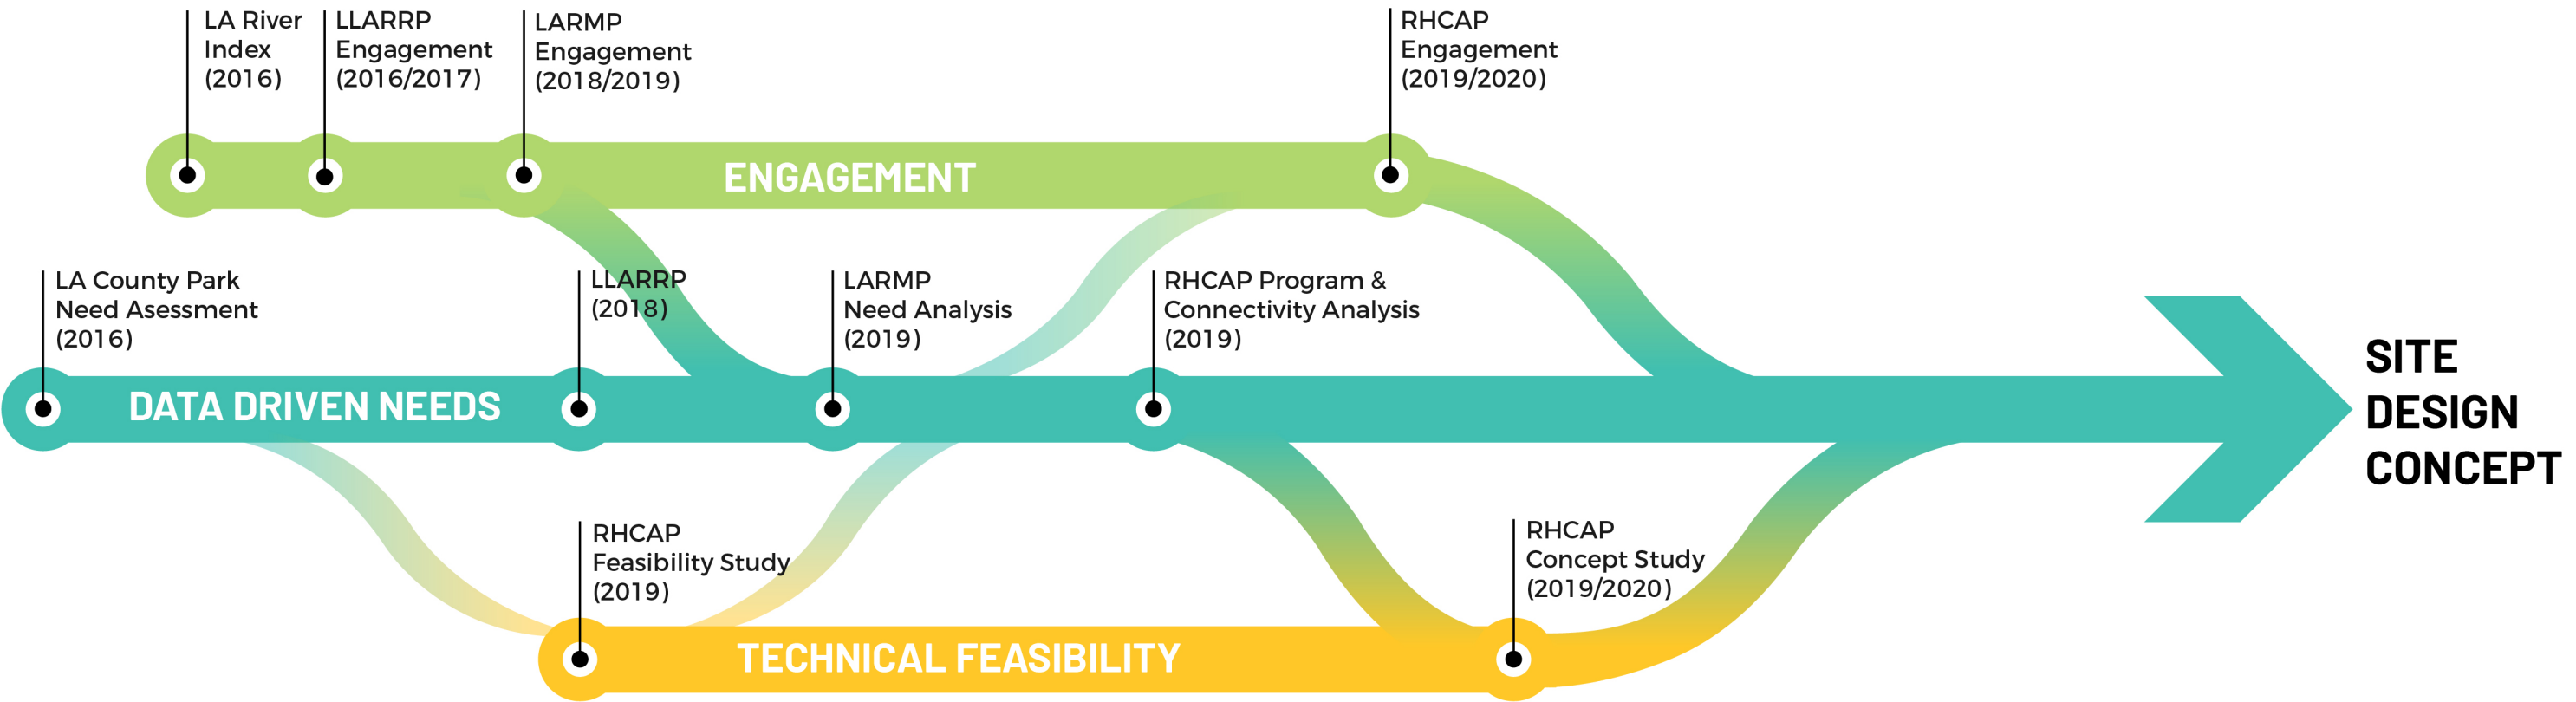 LA River
Index
(2016)
LLARRP
Engagement
(2016/2017)
LARMP
Engagement
(2018/2019)
RHCAP
Engagement
(2019/2020)
ENGAGEMENT
LA County Park
Need Asessment
(2016)
LLARRP
(2018)
LARMP
Need Analysis
(2019)
RHCAP Program &
Connectivity Analysis
(2019)
DATA DRIVEN NEEDS
SITE
DESIGN
CONCEPT
RHCAP
Feasibility Study
(2019)
RHCAP
Concept Study
(2019/2020)
TECHNICAL FEASIBILITY